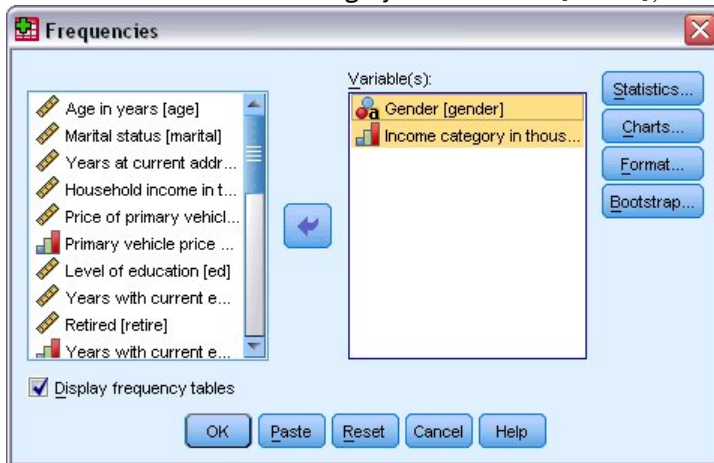 Frequencies
Age in years [age]
Marital status [marital]
Years at current addr...
Household income in t...
Price of primary vehicl...
Primary vehicle price ...
Level of education [ed]
Years with current e...
Retired [retire]
Years with current e...
Display frequency tables
Variable(s):
Gender [gender]
Income category in thous...
Statistics...
Charts...
Format...
Bootstrap...
OK
Paste
Reset
Cancel
Help